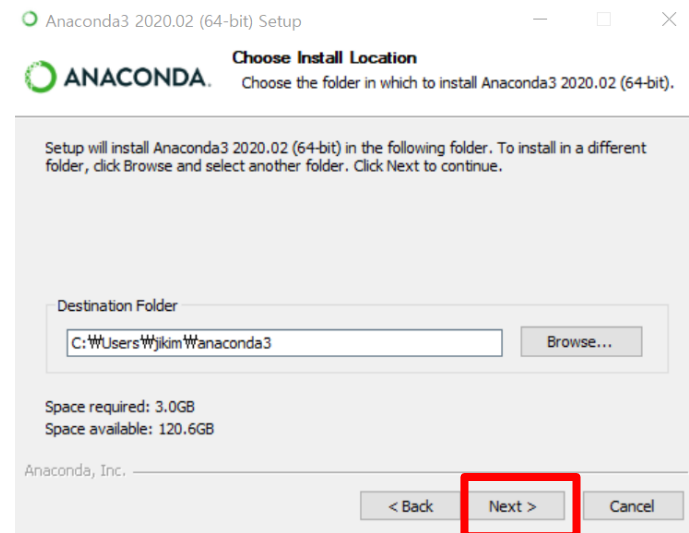 Anaconda3 2020.02 (64-bit) Setup
ANACONDA.
Choose Install Location
Choose the folder in which to install Anaconda3 2020.02 (64-bit).
Setup will install Anaconda3 2020.02 (64-bit) in the following folder. To install in a different
folder, click Browse and select another folder. Click Next to continue.
Destination Folder
C:₩Users₩jikim₩anaconda3
Browse...
Space required: 3.0GB
Space available: 120.6GB
Anaconda, Inc.
< Back
Next >
Cancel